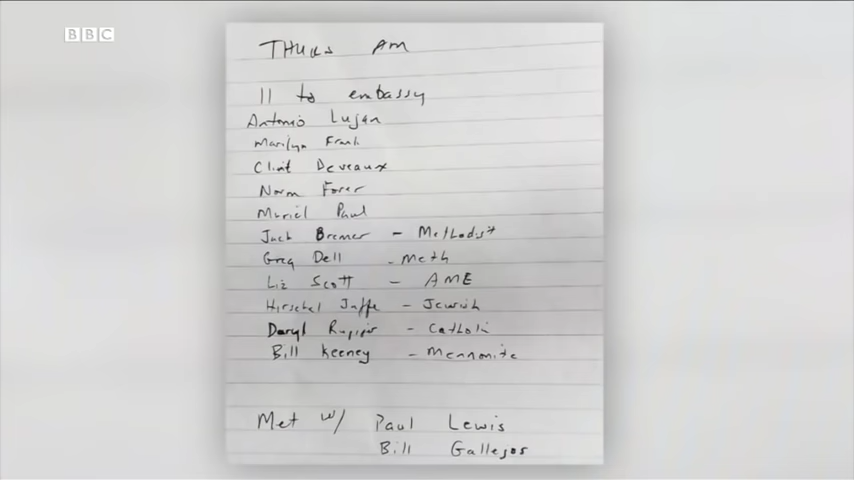 BBC
THURS AM
11 to embassy
Antonio Lujan
Marilyn Frank
Clint Deveaux
Norm Forer
Muriel Paul
Jack Bremer - Methodist
Greg Dell - Meth
Liz Scott - AME
Hirschel Jaffe - Jewish
Daryl - Catholic
Bill Keeney - Mennonite
Met w/ Paul Lewis
Bill Gallegos